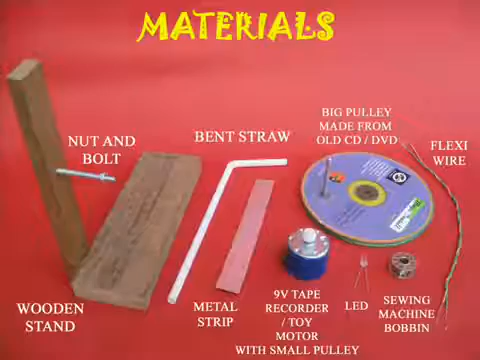 MATERIALS
BIG PULLEY
MADE FROM
OLD CD / DVD
NUT AND
BOLT
BENT STRAW
FLEXI
WIRE
WOODEN
STAND
METAL
STRIP
9V TAPE
RECORDER
/ TOY
MOTOR
WITH SMALL PULLEY
LED
SEWING
MACHINE
BOBBIN